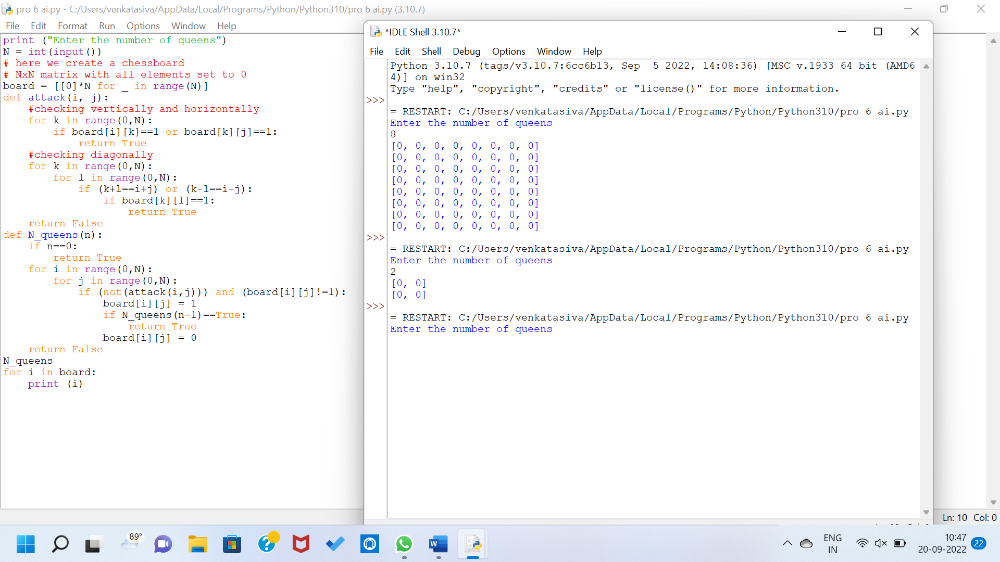 pro 6 ai.py - C:/Users/venkatasiva/AppData/Local/Programs/Python/Python310/pro 6 ai.py (3.10.7)
File Edit Format Run Options Window Help
print ("Enter the number of queens")
N = int(input())
# here we create a chessboard
# NxN matrix with all elements set to 0
board = [[0]*N for _ in range(N)]
def attack(i, j):
    #checking vertically and horizontally
    for k in range(0,N):
        if board[i][k]==1 or board[k][j]==1:
            return True
    #checking diagonally
    for k in range(0,N):
        for l in range(0,N):
            if (k+l==i+j) or (k-l==i-j):
                if board[k][l]==1:
                    return True
    return False
def N_queens(n):
    if n==0:
        return True
    for i in range(0,N):
        for j in range(0,N):
            if (not(attack(i,j))) and (board[i][j]!=1):
                board[i][j] = 1
                if N_queens(n-1)==True:
                    return True
                board[i][j] = 0
    return False
N_queens
for i in board:
    print (i)
*IDLE Shell 3.10.7*
File Edit Shell Debug Options Window Help
Python 3.10.7 (tags/v3.10.7:6cc6b13, Sep  5 2022, 14:08:36) [MSC v.1933 64 bit (AMD6
4)] on win32
Type "help", "copyright", "credits" or "license()" for more information.
>>>
= RESTART: C:/Users/venkatasiva/AppData/Local/Programs/Python/Python310/pro 6 ai.py
Enter the number of queens
8
[0, 0, 0, 0, 0, 0, 0, 0]
[0, 0, 0, 0, 0, 0, 0, 0]
[0, 0, 0, 0, 0, 0, 0, 0]
[0, 0, 0, 0, 0, 0, 0, 0]
[0, 0, 0, 0, 0, 0, 0, 0]
[0, 0, 0, 0, 0, 0, 0, 0]
[0, 0, 0, 0, 0, 0, 0, 0]
[0, 0, 0, 0, 0, 0, 0, 0]
>>>
= RESTART: C:/Users/venkatasiva/AppData/Local/Programs/Python/Python310/pro 6 ai.py
Enter the number of queens
2
[0, 0]
[0, 0]
>>>
= RESTART: C:/Users/venkatasiva/AppData/Local/Programs/Python/Python310/pro 6 ai.py
Enter the number of queens
Ln: 10 Col: 0
89°
W
ENG
IN
10:47
20-09-2022
22